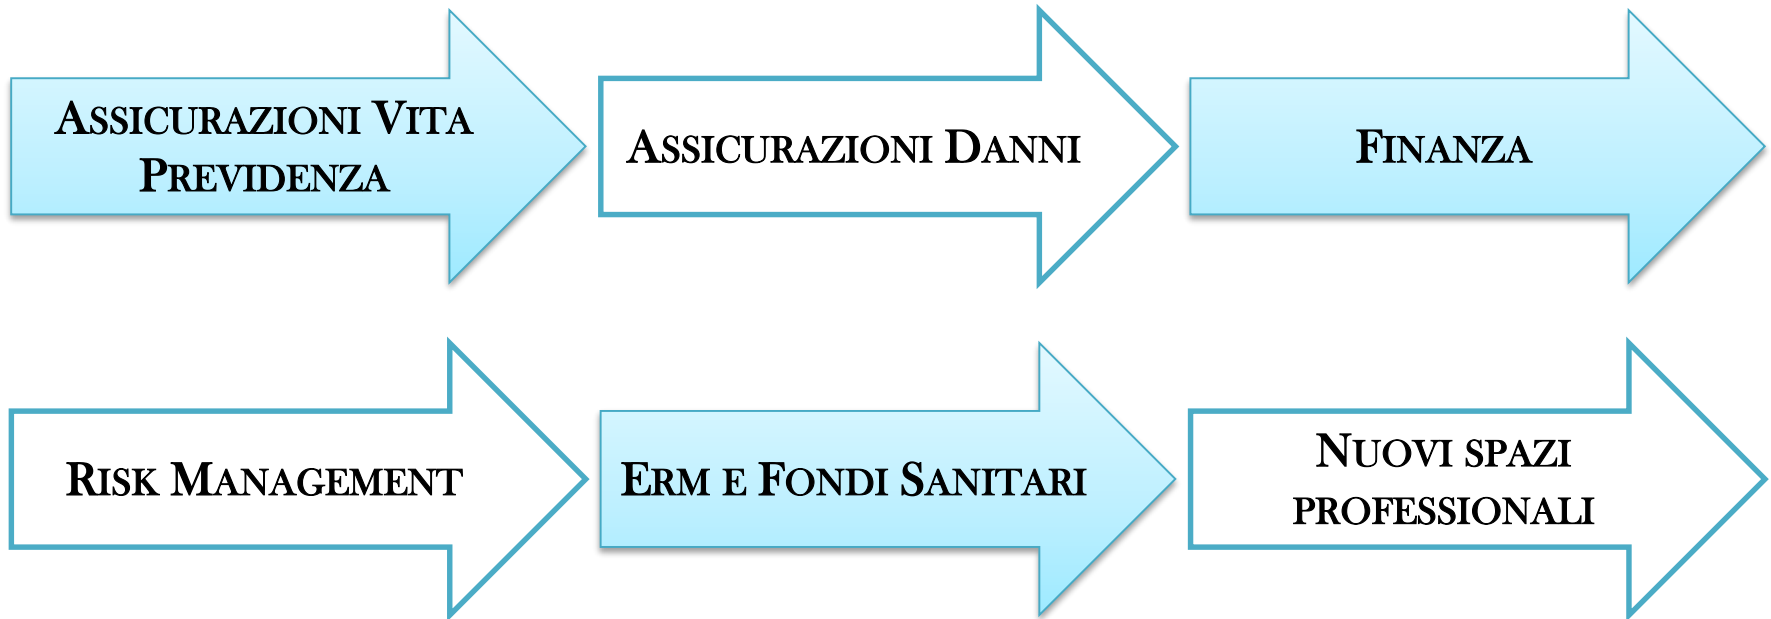 Assicurazioni Vita
Previdenza
Assicurazioni Danni
Finanza
Risk Management
Erm e Fondi Sanitari
Nuovi spazi
professionali